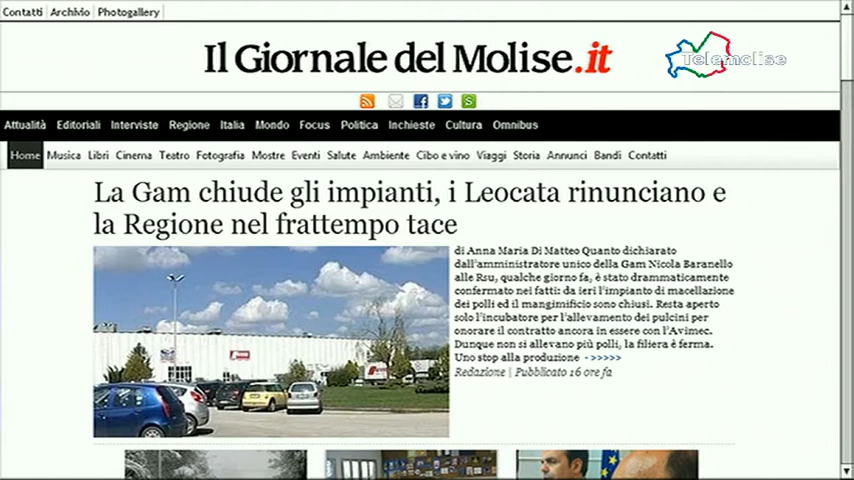 Contatti Archivio Photogallery
Il Giornale del Molise.it
Telemolise
Attualità Editoriali Interviste Regione Italia Mondo Focus Politica Inchieste Cultura Omnibus
Home Musica Libri Cinema Teatro Fotografia Mostre Eventi Salute Ambiente Cibo e vino Viaggi Storia Annunci Bandi Contatti
La Gam chiude gli impianti, i Leocata rinunciano e
la Regione nel frattempo tace
di Anna Maria Di Matteo Quanto dichiarato
dall'amministratore unico della Gam Nicola Baranello
alle Rsu, qualche giorno fa, è stato drammaticamente
confermato nei fatti: da ieri l'impianto di macellazione
dei polli ed il mangimificio sono chiusi. Resta aperto
solo l'incubatore per l'allevamento dei pulcini per
onorare il contratto ancora in essere con l'Avimec.
Dunque non si allevano più polli, la filiera è ferma.
Uno stop alla produzione - >>>>>
Redazione | Pubblicato 16 ore fa